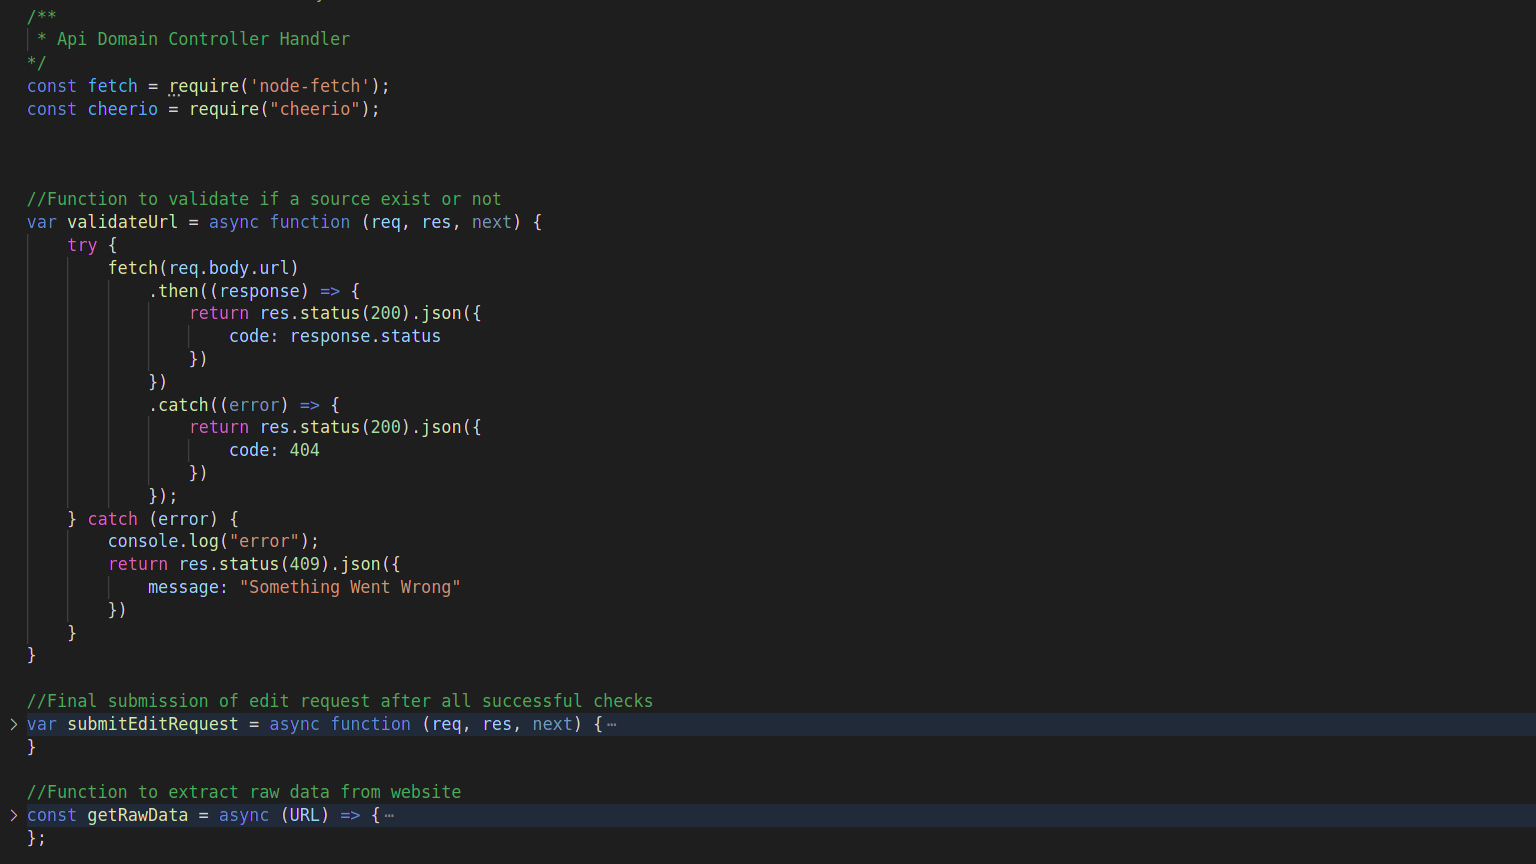 /**
 * Api Domain Controller Handler
*/
const fetch = require('node-fetch');
const cheerio = require("cheerio");
//Function to validate if a source exist or not
var validateUrl = async function (req, res, next) {
    try {
        fetch(req.body.url)
            .then((response) => {
                return res.status(200).json({
                    code: response.status
                })
            })
            .catch((error) => {
                return res.status(200).json({
                    code: 404
                })
            });
    } catch (error) {
        console.log("error");
        return res.status(409).json({
            message: "Something Went Wrong"
        })
    }
}
//Final submission of edit request after all successful checks
var submitEditRequest = async function (req, res, next) {⋯
}
//Function to extract raw data from website
const getRawData = async (URL) => {⋯
};